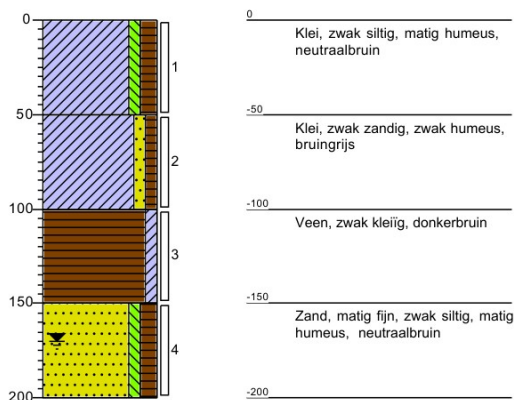 0
0
Klei, zwak siltig, matig humeus,
neutraalbruin
1
50
-50
Klei, zwak zandig, zwak humeus,
bruingrijs
2
100
-100
Veen, zwak kleiïg, donkerbruin
3
150
-150
Zand, matig fijn, zwak siltig, matig
humeus, neutraalbruin
4
200
-200